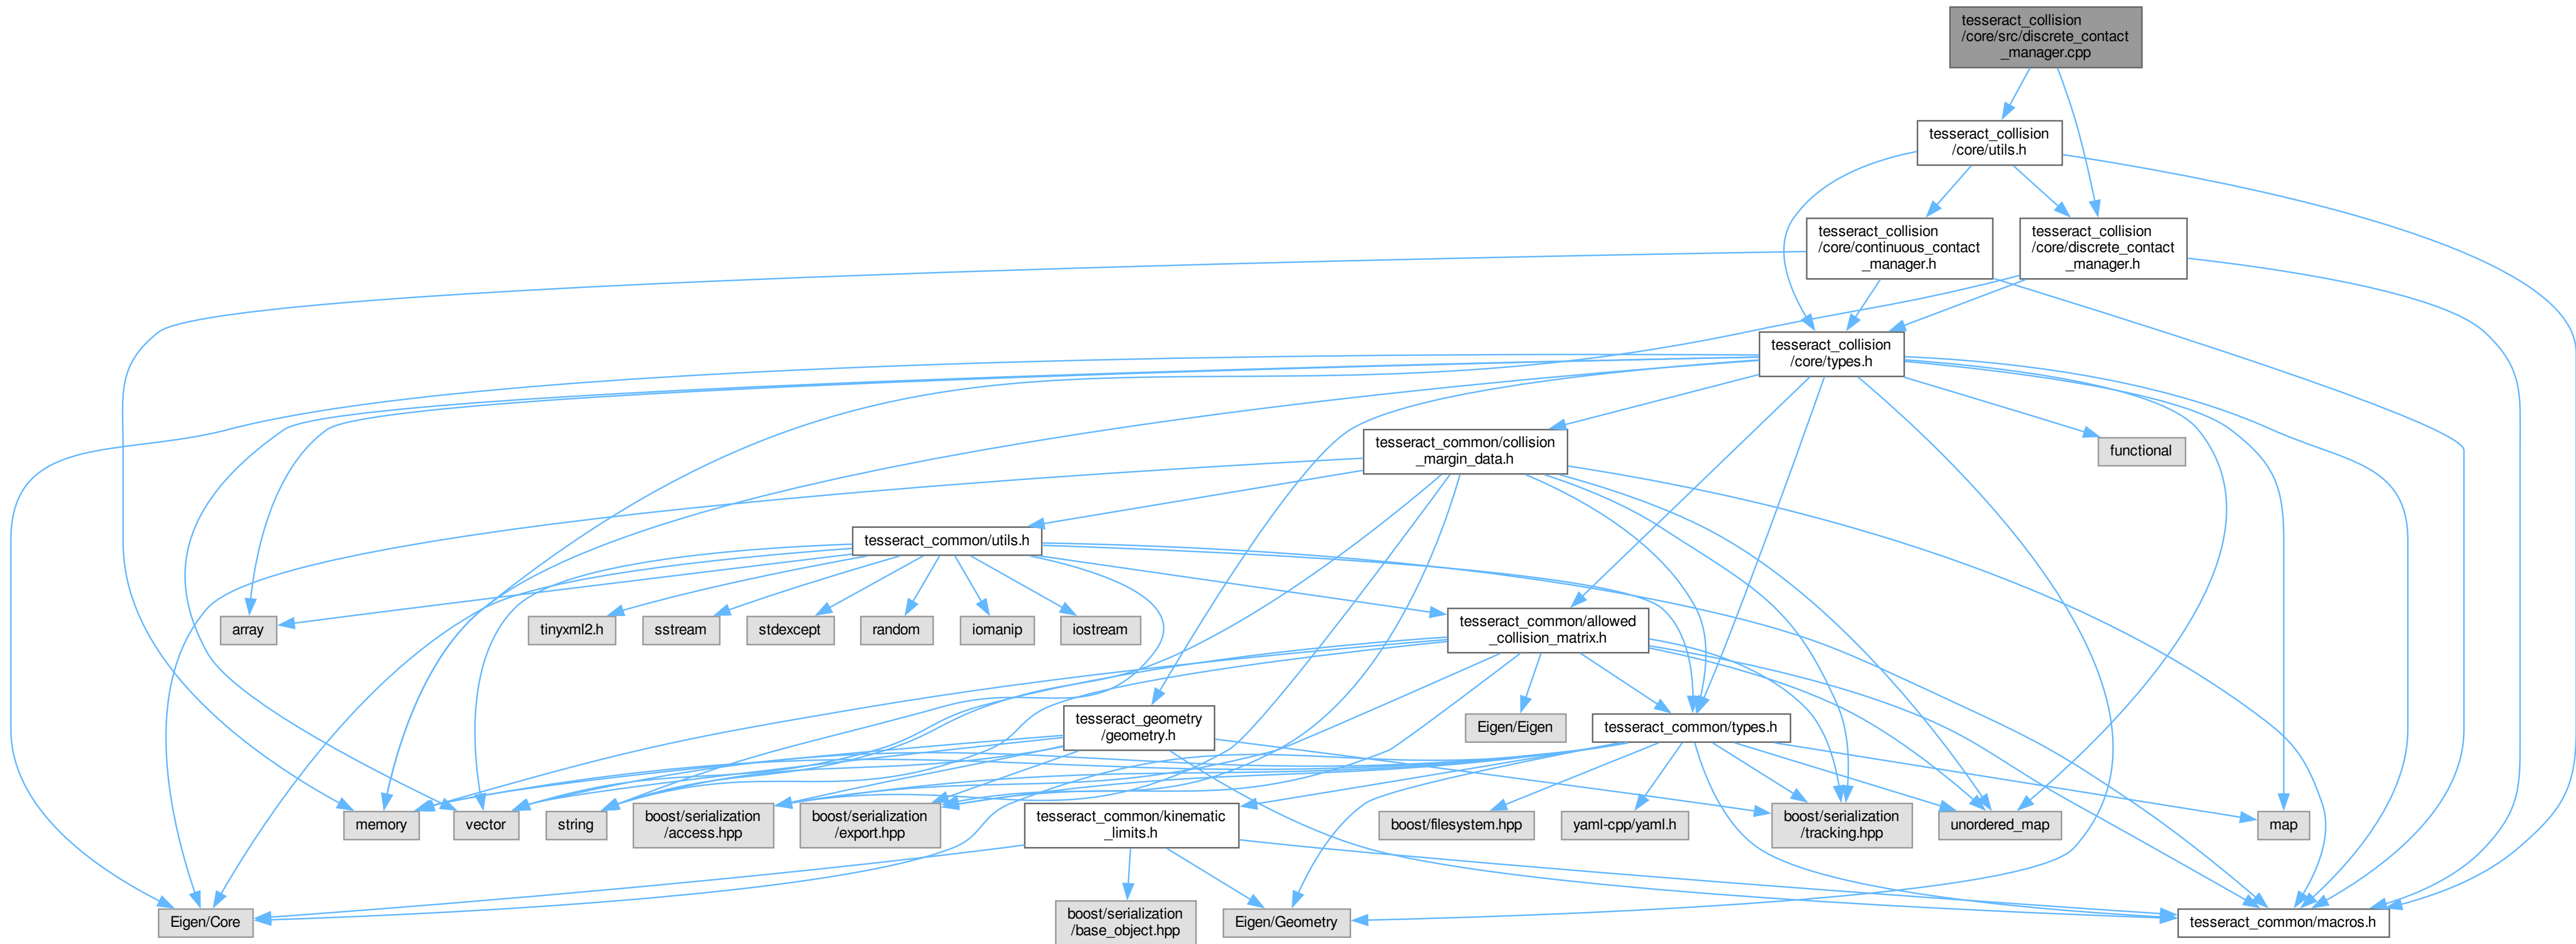 tesseract_collision
/core/src/discrete_contact
_manager.cpp
tesseract_collision
/core/utils.h
tesseract_collision
/core/continuous_contact
_manager.h
tesseract_collision
/core/discrete_contact
_manager.h
tesseract_collision
/core/types.h
tesseract_common/collision
_margin_data.h
functional
tesseract_common/utils.h
array
tinyxml2.h
sstream
stdexcept
random
iomanip
iostream
tesseract_common/allowed
_collision_matrix.h
tesseract_geometry
/geometry.h
Eigen/Eigen
tesseract_common/types.h
memory
vector
string
boost/serialization
/access.hpp
boost/serialization
/export.hpp
tesseract_common/kinematic
_limits.h
boost/filesystem.hpp
yaml-cpp/yaml.h
boost/serialization
/tracking.hpp
unordered_map
map
Eigen/Core
boost/serialization
/base_object.hpp
Eigen/Geometry
tesseract_common/macros.h